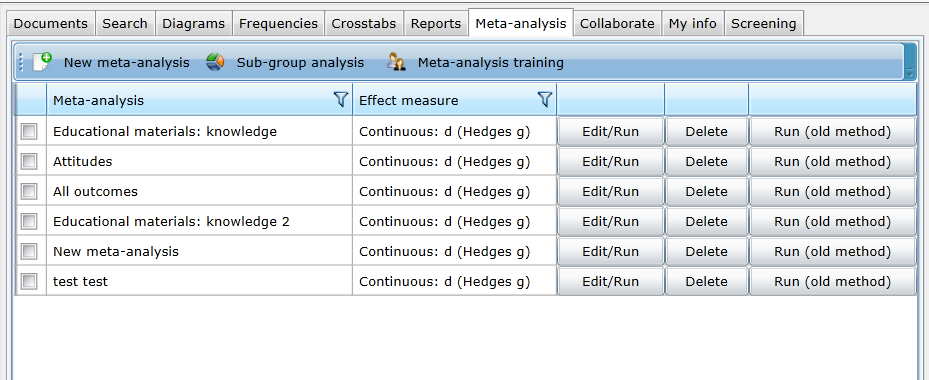 Documents Search Diagrams Frequencies Crosstabs Reports Meta-analysis Collaborate My info Screening
New meta-analysis Sub-group analysis Meta-analysis training
Meta-analysis Effect measure
Educational materials: knowledge Continuous: d (Hedges g) Edit/Run Delete Run (old method)
Attitudes Continuous: d (Hedges g) Edit/Run Delete Run (old method)
All outcomes Continuous: d (Hedges g) Edit/Run Delete Run (old method)
Educational materials: knowledge 2 Continuous: d (Hedges g) Edit/Run Delete Run (old method)
New meta-analysis Continuous: d (Hedges g) Edit/Run Delete Run (old method)
test test Continuous: d (Hedges g) Edit/Run Delete Run (old method)